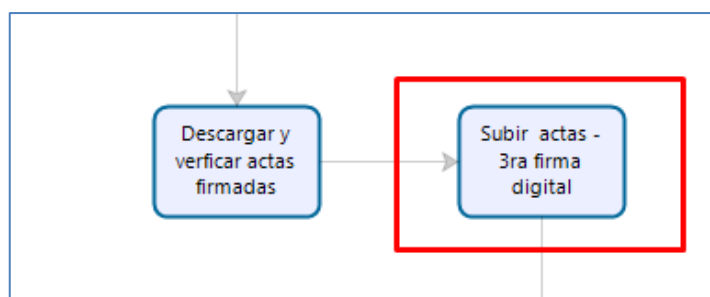 Descargar y
verficar actas
firmadas
Subir actas -
3ra firma
digital